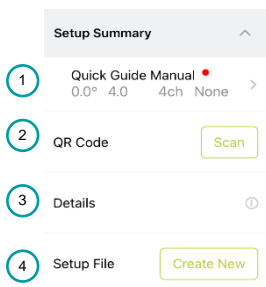 Setup Summary
1 Quick Guide Manual
0.0° 4.0 4ch None
2 QR Code Scan
3 Details
4 Setup File Create New